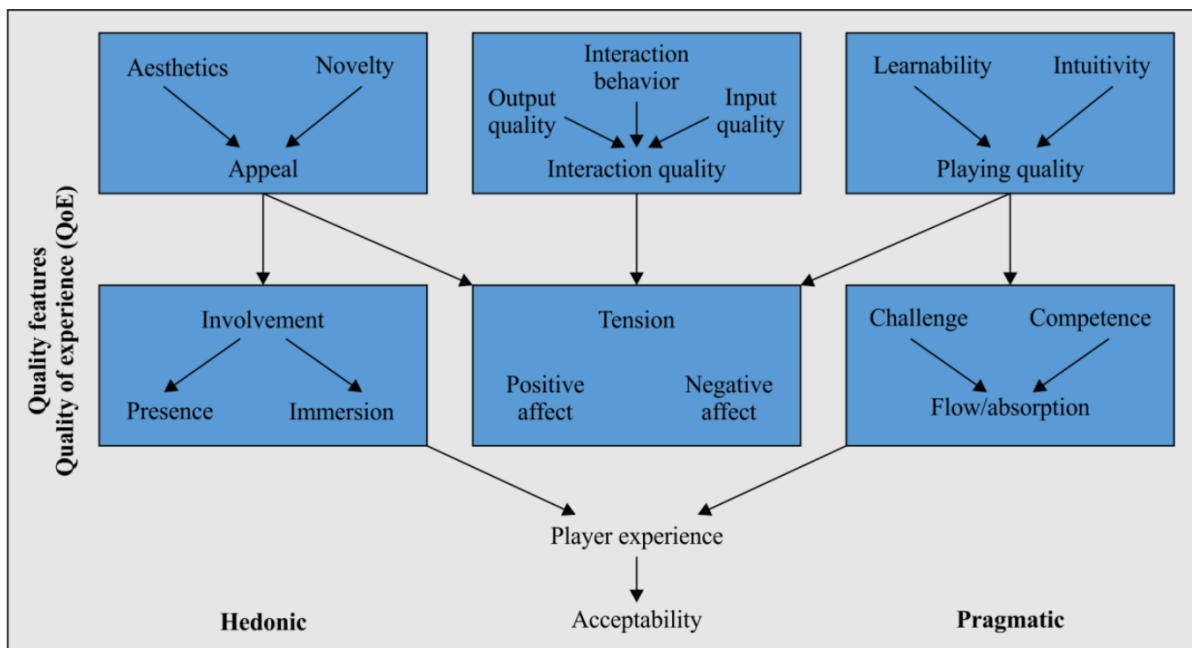 Quality features
Quality of experience (QoE)
Aesthetics
Novelty
Appeal
Interaction
behavior
Output
quality
Input
quality
Interaction quality
Learnability
Intuitivity
Playing quality
Involvement
Presence
Immersion
Tension
Positive
affect
Negative
affect
Challenge
Competence
Flow/absorption
Player experience
Acceptability
Hedonic
Pragmatic